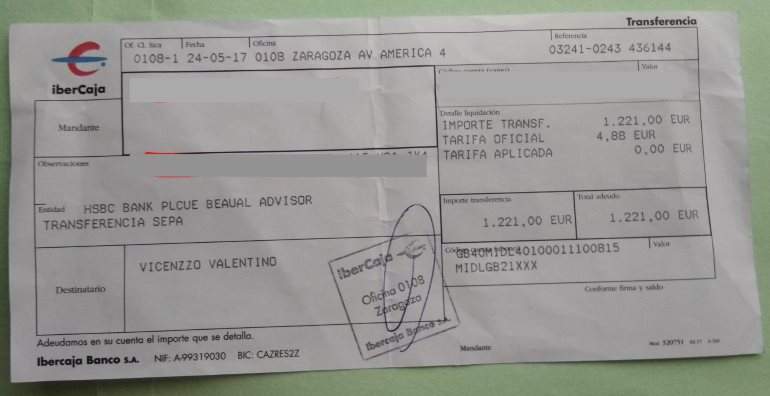 Transferencia
iberCaja
Of. Cl. Iuca Fecha Oficina Referencia
0108-1 24-05-17 0108 ZARAGOZA AV AMERICA 4 03241-0243 436144
Valor
Mandante
Detalle liquidación
IMPORTE TRANSF. 1.221,00 EUR
TARIFA OFICIAL 4,88 EUR
TARIFA APLICADA 0,00 EUR
Observaciones
Entidad HSBC BANK PLCUE BEAUAL ADVISOR
TRANSFERENCIA SEPA
Importe transferencia Total adeudo
1.221,00 EUR 1.221,00 EUR
Destinatario VICENZZO VALENTINO
Valor
GB40MIDL40100011100815
MIDLGB21XXX
Conforme firma y saldo
iberCaja
Oficina 0108
Zaragoza
Ibercaja Banco S.A.
Adeudamos en su cuenta el importe que se detalla.
Ibercaja Banco S.A. NIF: A-99319030 BIC: CAZRES2Z
Mandante